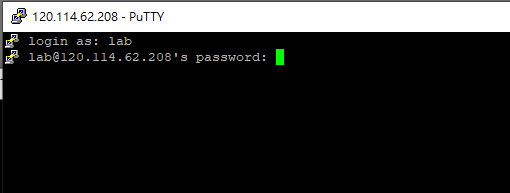 120.114.62.208 - PuTTY
login as: lab
lab@120.114.62.208's password: